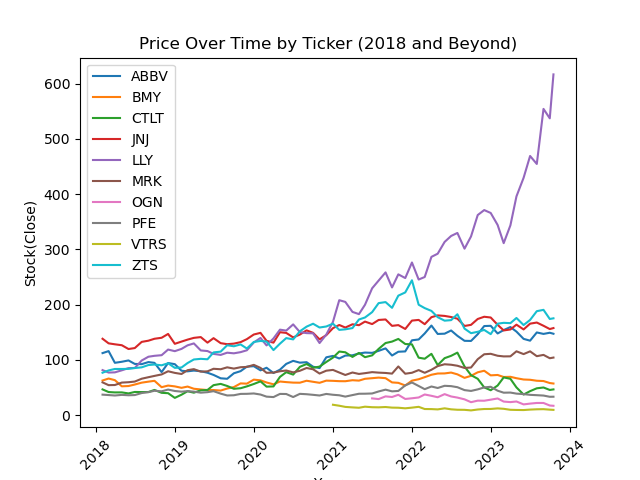 Price Over Time by Ticker (2018 and Beyond)
ABBV
BMY
CTLT
JNJ
LLY
MRK
OGN
PFE
VTRS
ZTS
Stock(Close)
600
500
400
300
200
100
0
2018
2019
2020
2021
2022
2023
2024